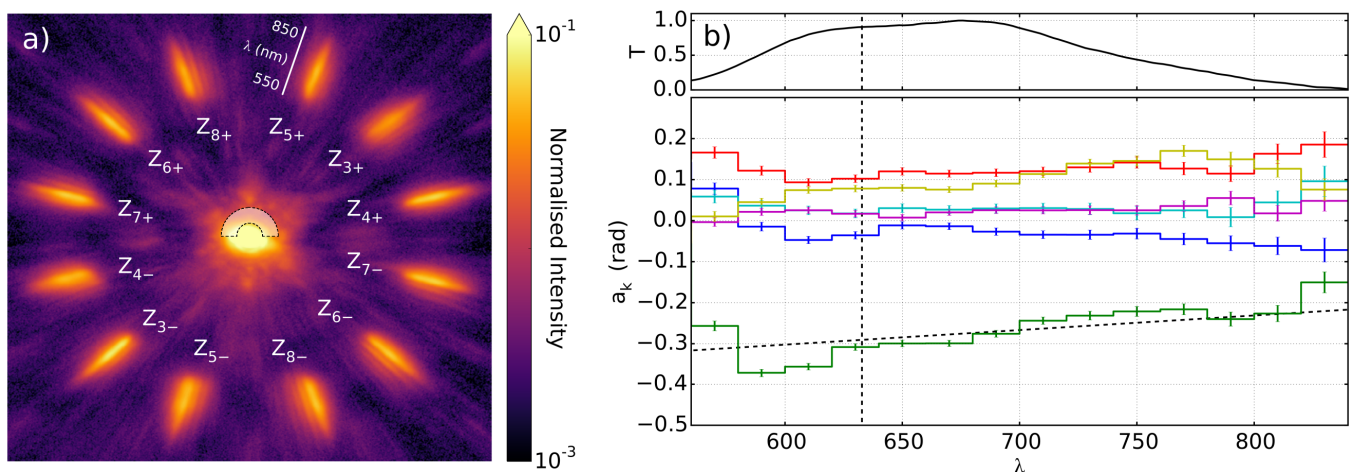 a)
850
λ (nm)
550
Z8+
Z5+
Z6+
Z3+
Z7+
Z4+
Z4−
Z7−
Z3−
Z6−
Z5−
Z8−
10^-1
Normalised Intensity
10^-3
b)
T
1.0
0.5
0.0
a_k (rad)
0.2
0.1
0.0
−0.1
−0.2
−0.3
−0.4
−0.5
600 650 700 750 800
λ